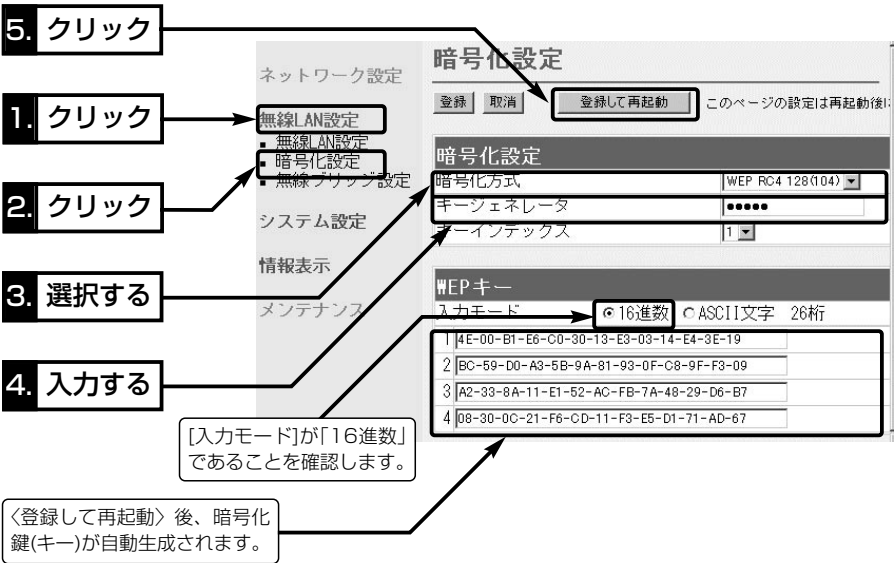 5. クリック
1. クリック
2. クリック
3. 選択する
4. 入力する
ネットワーク設定
無線LAN設定
無線LAN設定
暗号化設定
無線ブリッジ設定
システム設定
情報表示
メンテナンス
暗号化設定
登録 取消 登録して再起動 このページの設定は再起動後に
暗号化設定
暗号化方式 WEP RC4 128(104)
キージェネレータ ●●●●●
キーインデックス 1
WEPキー
入力モード 16進数 ASCII文字 26桁
1 4E-00-B1-E6-C0-30-13-E3-03-14-E4-3E-19
2 BC-59-D0-A3-5B-9A-81-93-0F-C8-9F-F3-09
3 A2-33-8A-11-E1-52-AC-FB-7A-48-29-D6-B7
4 08-30-0C-21-F6-CD-11-F3-E5-D1-71-AD-67
[入力モード]が「16進数」
であることを確認します。
〈登録して再起動〉後、暗号化
鍵(キー)が自動生成されます。